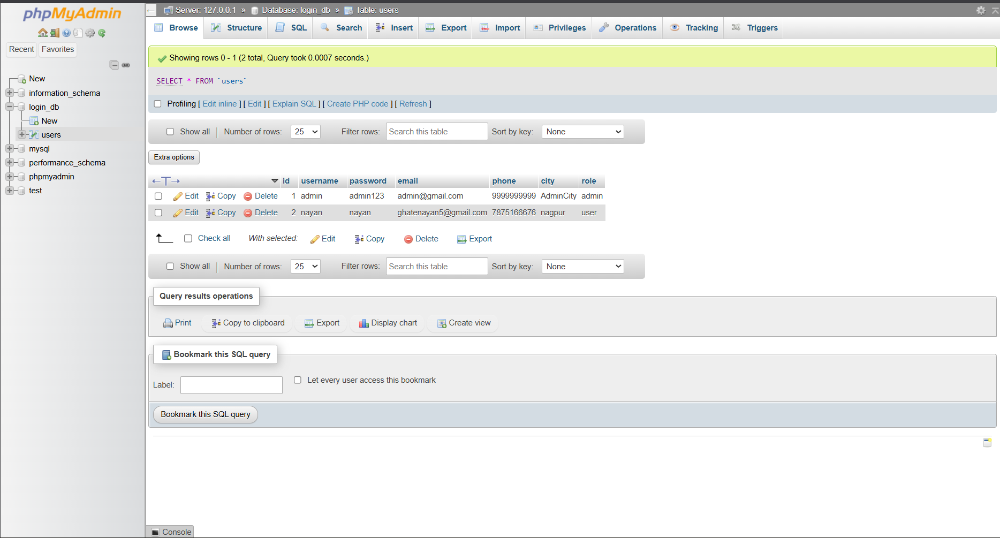 phpMyAdmin
Recent Favorites
New
information_schema
login_db
New
users
mysql
performance_schema
phpmyadmin
test
Server: 127.0.0.1 » Database: login_db » Table: users
Browse Structure SQL Search Insert Export Import Privileges Operations Tracking Triggers
Showing rows 0 - 1 (2 total, Query took 0.0007 seconds.)
SELECT * FROM `users`
Profiling [ Edit inline ] [ Edit ] [ Explain SQL ] [ Create PHP code ] [ Refresh ]
Show all Number of rows: 25 Filter rows: Search this table Sort by key: None
Extra options
id username password email phone city role
Edit Copy Delete 1 admin admin123 admin@gmail.com 9999999999 AdminCity admin
Edit Copy Delete 2 nayan nayan ghatenayan5@gmail.com 7875166676 nagpur user
Check all With selected: Edit Copy Delete Export
Show all Number of rows: 25 Filter rows: Search this table Sort by key: None
Query results operations
Print Copy to clipboard Export Display chart Create view
Bookmark this SQL query
Label: Let every user access this bookmark
Bookmark this SQL query
Console